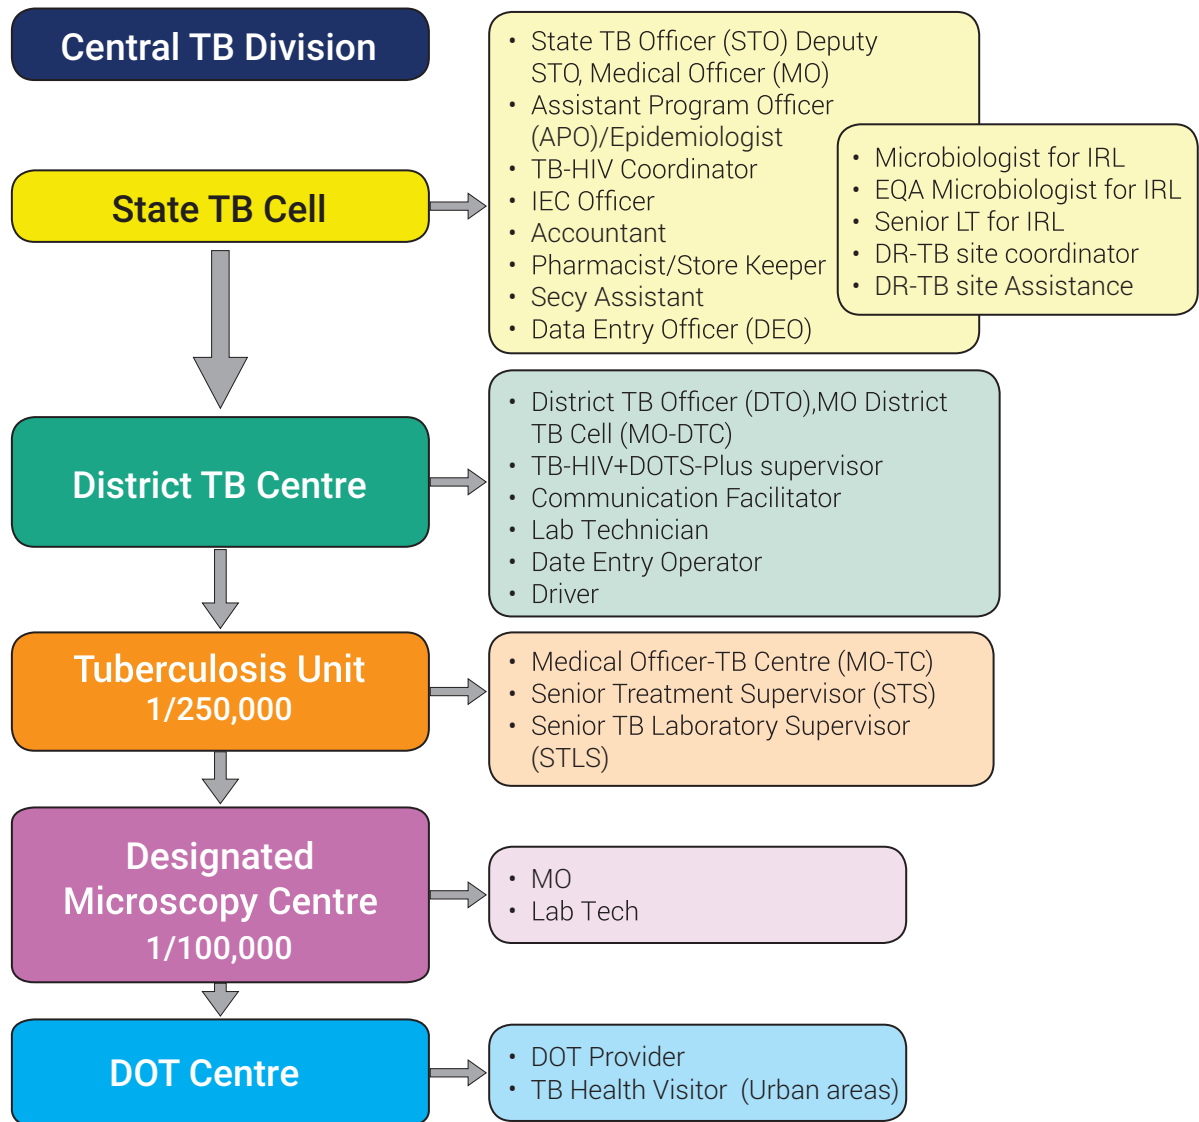 Central TB Division
State TB Cell
• State TB Officer (STO) Deputy
STO, Medical Officer (MO)
• Assistant Program Officer
(APO)/Epidemiologist
• TB-HIV Coordinator
• IEC Officer
• Accountant
• Pharmacist/Store Keeper
• Secy Assistant
• Data Entry Officer (DEO)
• Microbiologist for IRL
• EQA Microbiologist for IRL
• Senior LT for IRL
• DR-TB site coordinator
• DR-TB site Assistance
District TB Centre
• District TB Officer (DTO),MO District
TB Cell (MO-DTC)
• TB-HIV+DOTS-Plus supervisor
• Communication Facilitator
• Lab Technician
• Date Entry Operator
• Driver
Tuberculosis Unit
1/250,000
• Medical Officer-TB Centre (MO-TC)
• Senior Treatment Supervisor (STS)
• Senior TB Laboratory Supervisor
(STLS)
Designated
Microscopy Centre
1/100,000
• MO
• Lab Tech
DOT Centre
• DOT Provider
• TB Health Visitor (Urban areas)